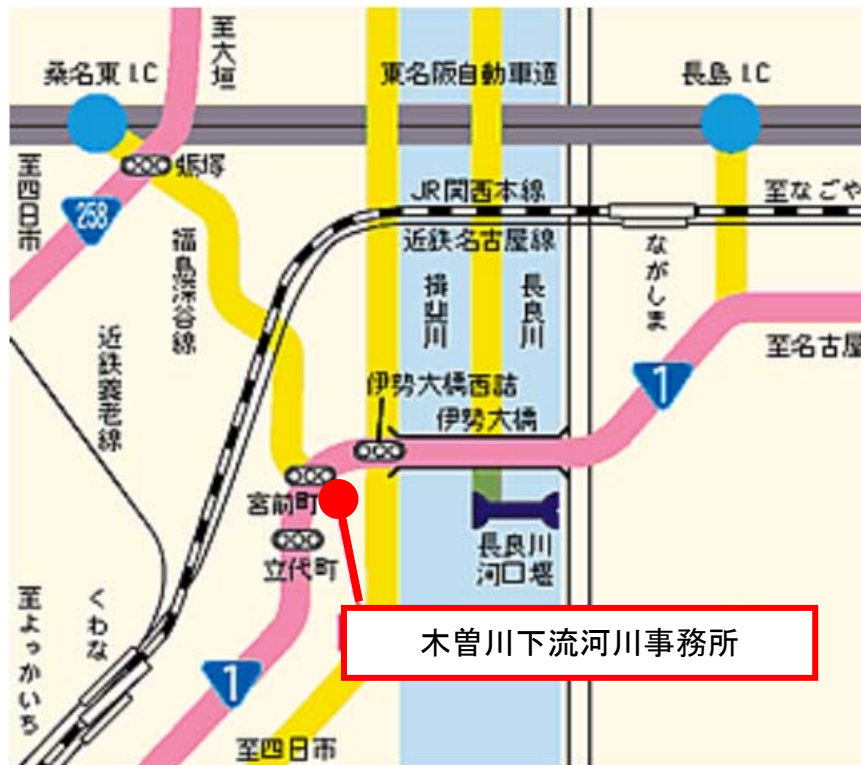 至大垣
桑名東I.C
東名阪自動車道
長島I.C
張塚
至四日市
258
JR関西本線
至なごや
近鉄名古屋線
福島深谷線
揖斐川
長良川
ながしま
近鉄養老線
至名古屋
1
伊勢大橋西詰
伊勢大橋
宮前町
立代町
長良川
河口堰
くわな
至よっかいち
木曽川下流河川事務所
1
至四日市